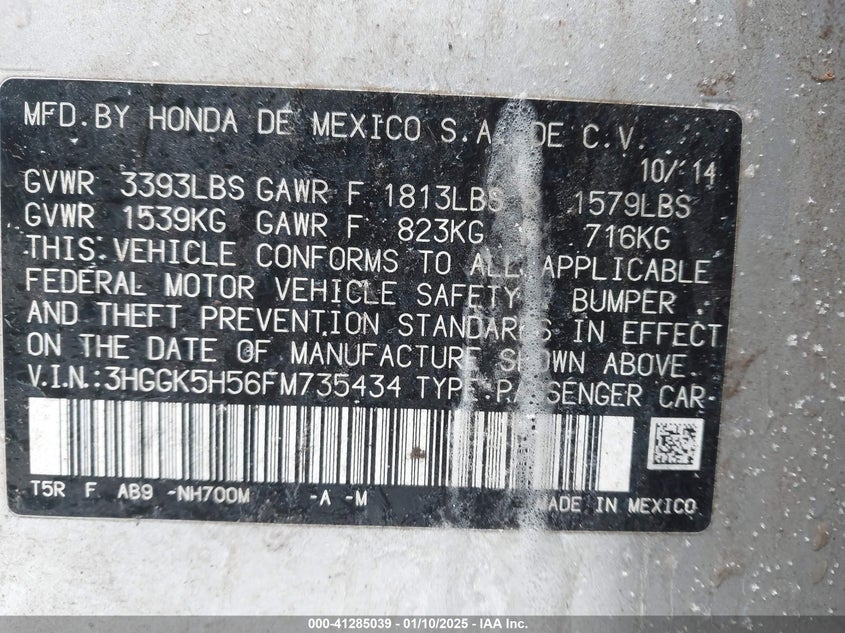 MFD. BY HONDA DE MEXICO S.A. DE C.V.
10/14
GVWR 3393LBS GAWR F 1813LBS 1579LBS
GVWR 1539KG GAWR F 823KG 716KG
THIS VEHICLE CONFORMS TO ALL APPLICABLE
FEDERAL MOTOR VEHICLE SAFETY, BUMPER
AND THEFT PREVENTION STANDARDS IN EFFECT
ON THE DATE OF MANUFACTURE SHOWN ABOVE.
V.I.N.:3HGGK5H56FM735434 TYPE:PASSENGER CAR
T5R F AB9 -NH700M -A -M MADE IN MEXICO
000-41285039 - 01/10/2025 - IAA Inc.